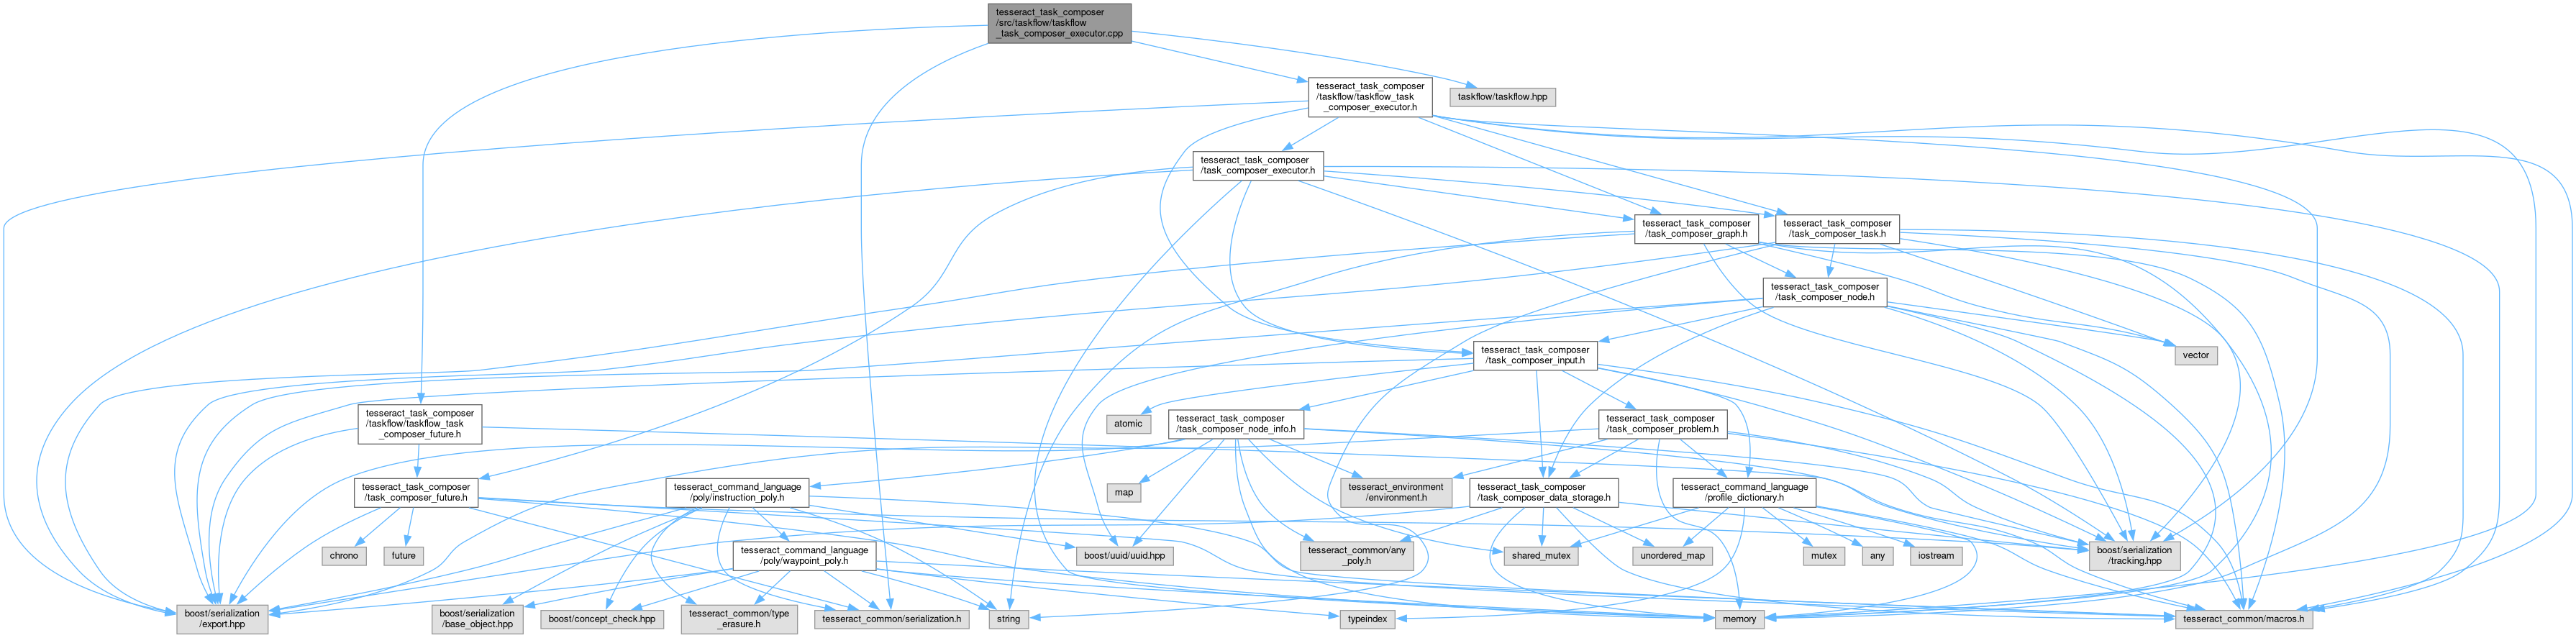 tesseract_task_composer
/src/taskflow/taskflow
_task_composer_executor.cpp
tesseract_task_composer
/taskflow/taskflow_task
_composer_executor.h
taskflow/taskflow.hpp
tesseract_task_composer
/task_composer_executor.h
tesseract_task_composer
/task_composer_graph.h
tesseract_task_composer
/task_composer_task.h
tesseract_task_composer
/task_composer_node.h
tesseract_task_composer
/task_composer_input.h
vector
tesseract_task_composer
/taskflow/taskflow_task
_composer_future.h
atomic
tesseract_task_composer
/task_composer_node_info.h
tesseract_task_composer
/task_composer_problem.h
tesseract_task_composer
/task_composer_future.h
tesseract_command_language
/poly/instruction_poly.h
map
tesseract_environment
/environment.h
tesseract_task_composer
/task_composer_data_storage.h
tesseract_command_language
/profile_dictionary.h
chrono
future
tesseract_command_language
/poly/waypoint_poly.h
boost/uuid/uuid.hpp
tesseract_common/any
_poly.h
shared_mutex
unordered_map
mutex
any
iostream
boost/serialization
/tracking.hpp
boost/serialization
/export.hpp
boost/serialization
/base_object.hpp
boost/concept_check.hpp
tesseract_common/type
_erasure.h
tesseract_common/serialization.h
string
typeindex
memory
tesseract_common/macros.h